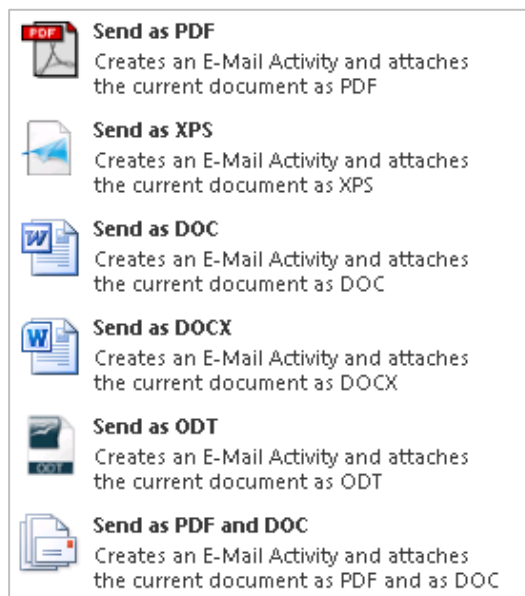 PDF
Send as PDF
Creates an E-Mail Activity and attaches
the current document as PDF
Send as XPS
Creates an E-Mail Activity and attaches
the current document as XPS
W
Send as DOC
Creates an E-Mail Activity and attaches
the current document as DOC
W
Send as DOCX
Creates an E-Mail Activity and attaches
the current document as DOCX
ODT
Send as ODT
Creates an E-Mail Activity and attaches
the current document as ODT
Send as PDF and DOC
Creates an E-Mail Activity and attaches
the current document as PDF and as DOC